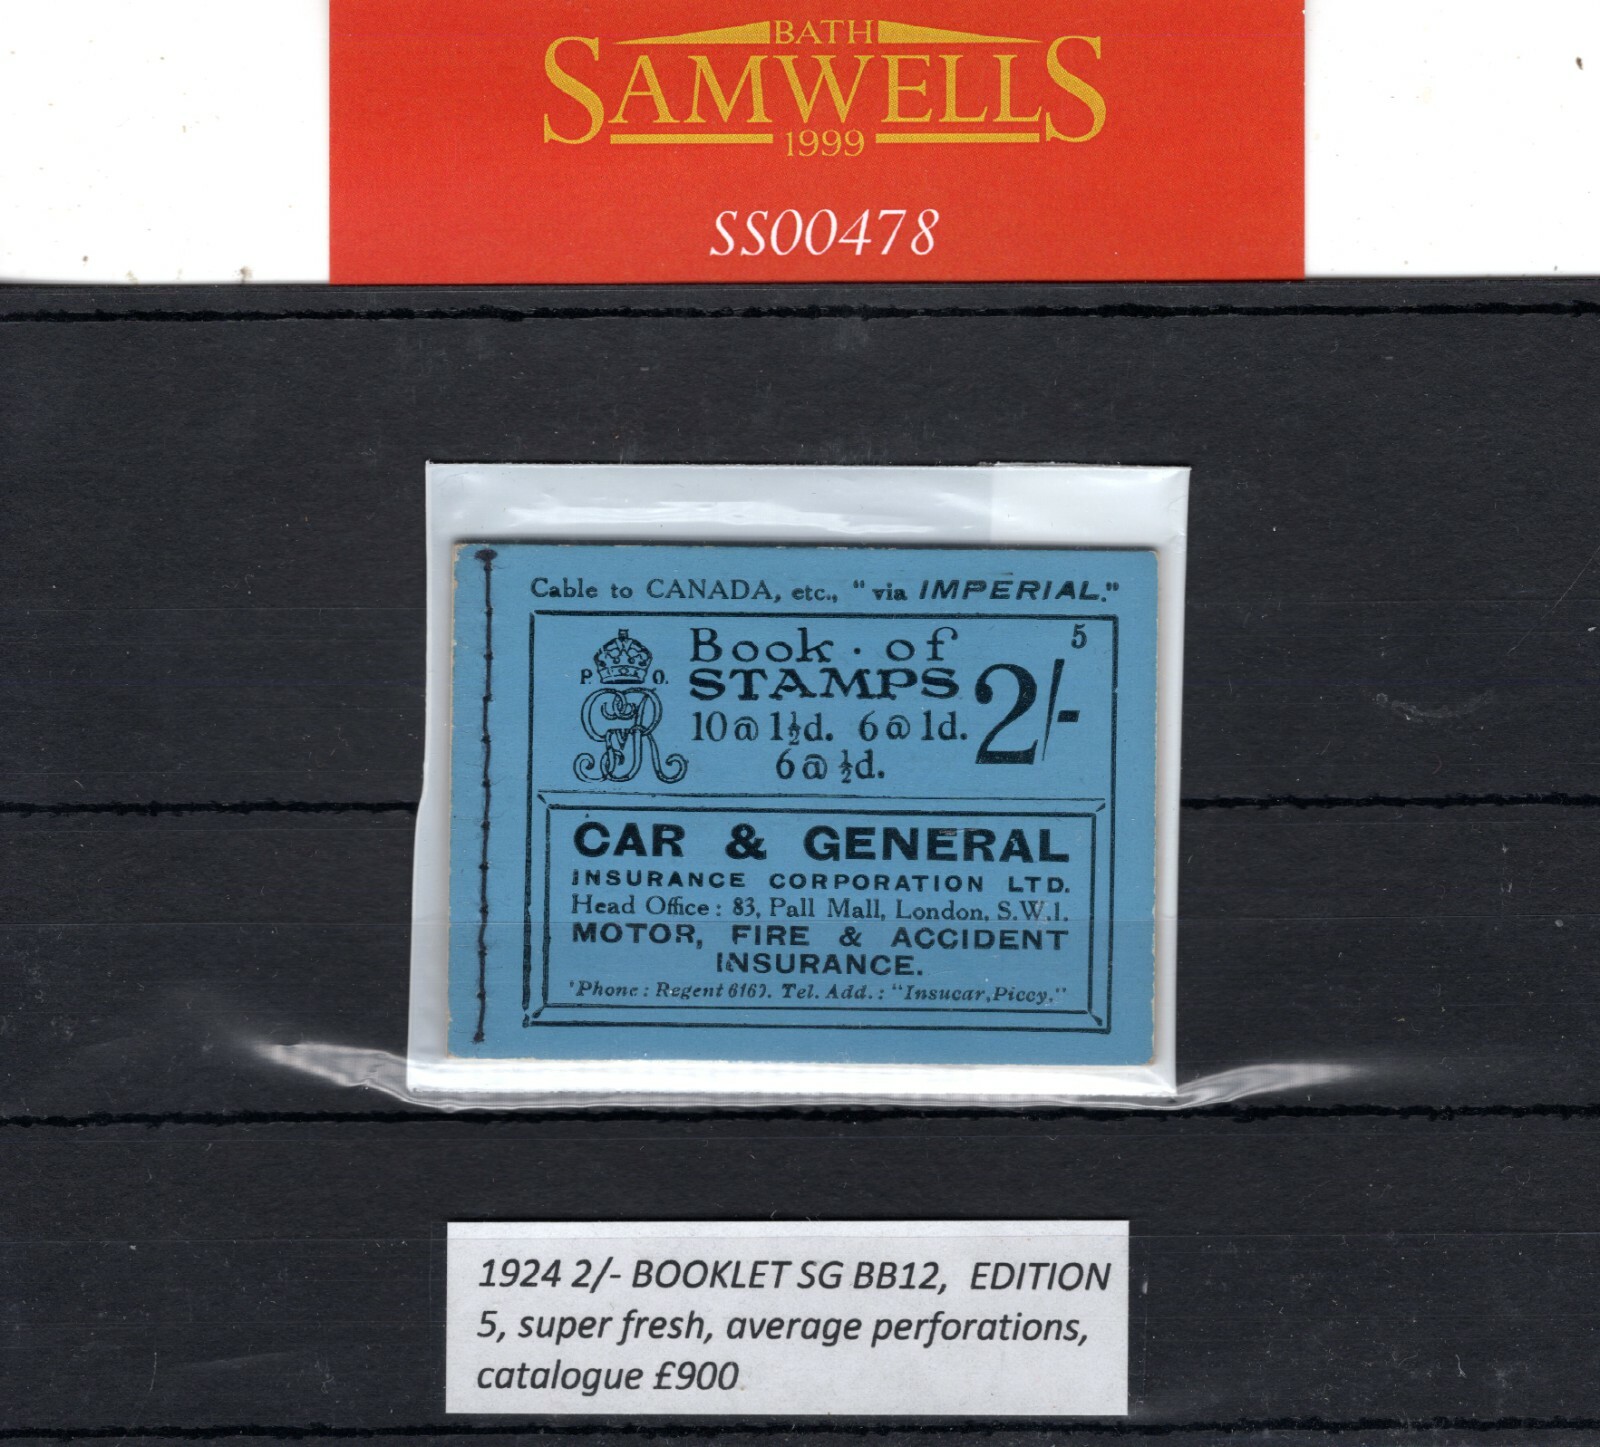 BATH
SAMWELLS
1999
SS00478
Cable to CANADA, etc., "via IMPERIAL."
5
Book · of
STAMPS 2/-
P. O.
10 @ 1½d. 6 @ 1d.
6 @ ½d.
CAR & GENERAL
INSURANCE CORPORATION LTD.
Head Office: 83, Pall Mall, London, S.W.1.
MOTOR, FIRE & ACCIDENT
INSURANCE.
'Phone: Regent Tel. Add.: "Insucar, Piccy."
1924 2/- BOOKLET SG BB12, EDITION
5, super fresh, average perforations,
catalogue £900